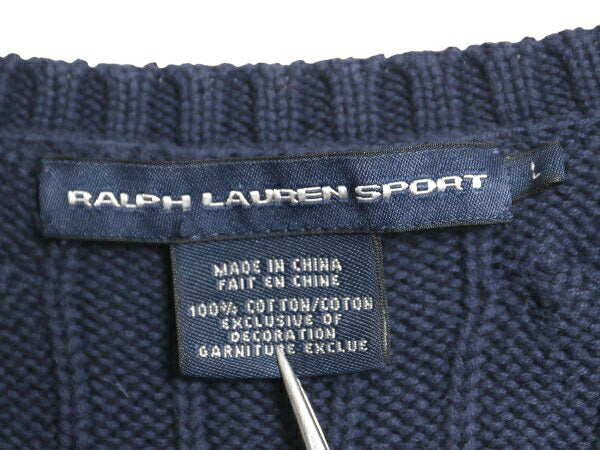 RALPH LAUREN SPORT
L
MADE IN CHINA
FAIT EN CHINE
100% COTTON/COTON
EXCLUSIVE OF
DECORATION
GARNITURE EXCLUE